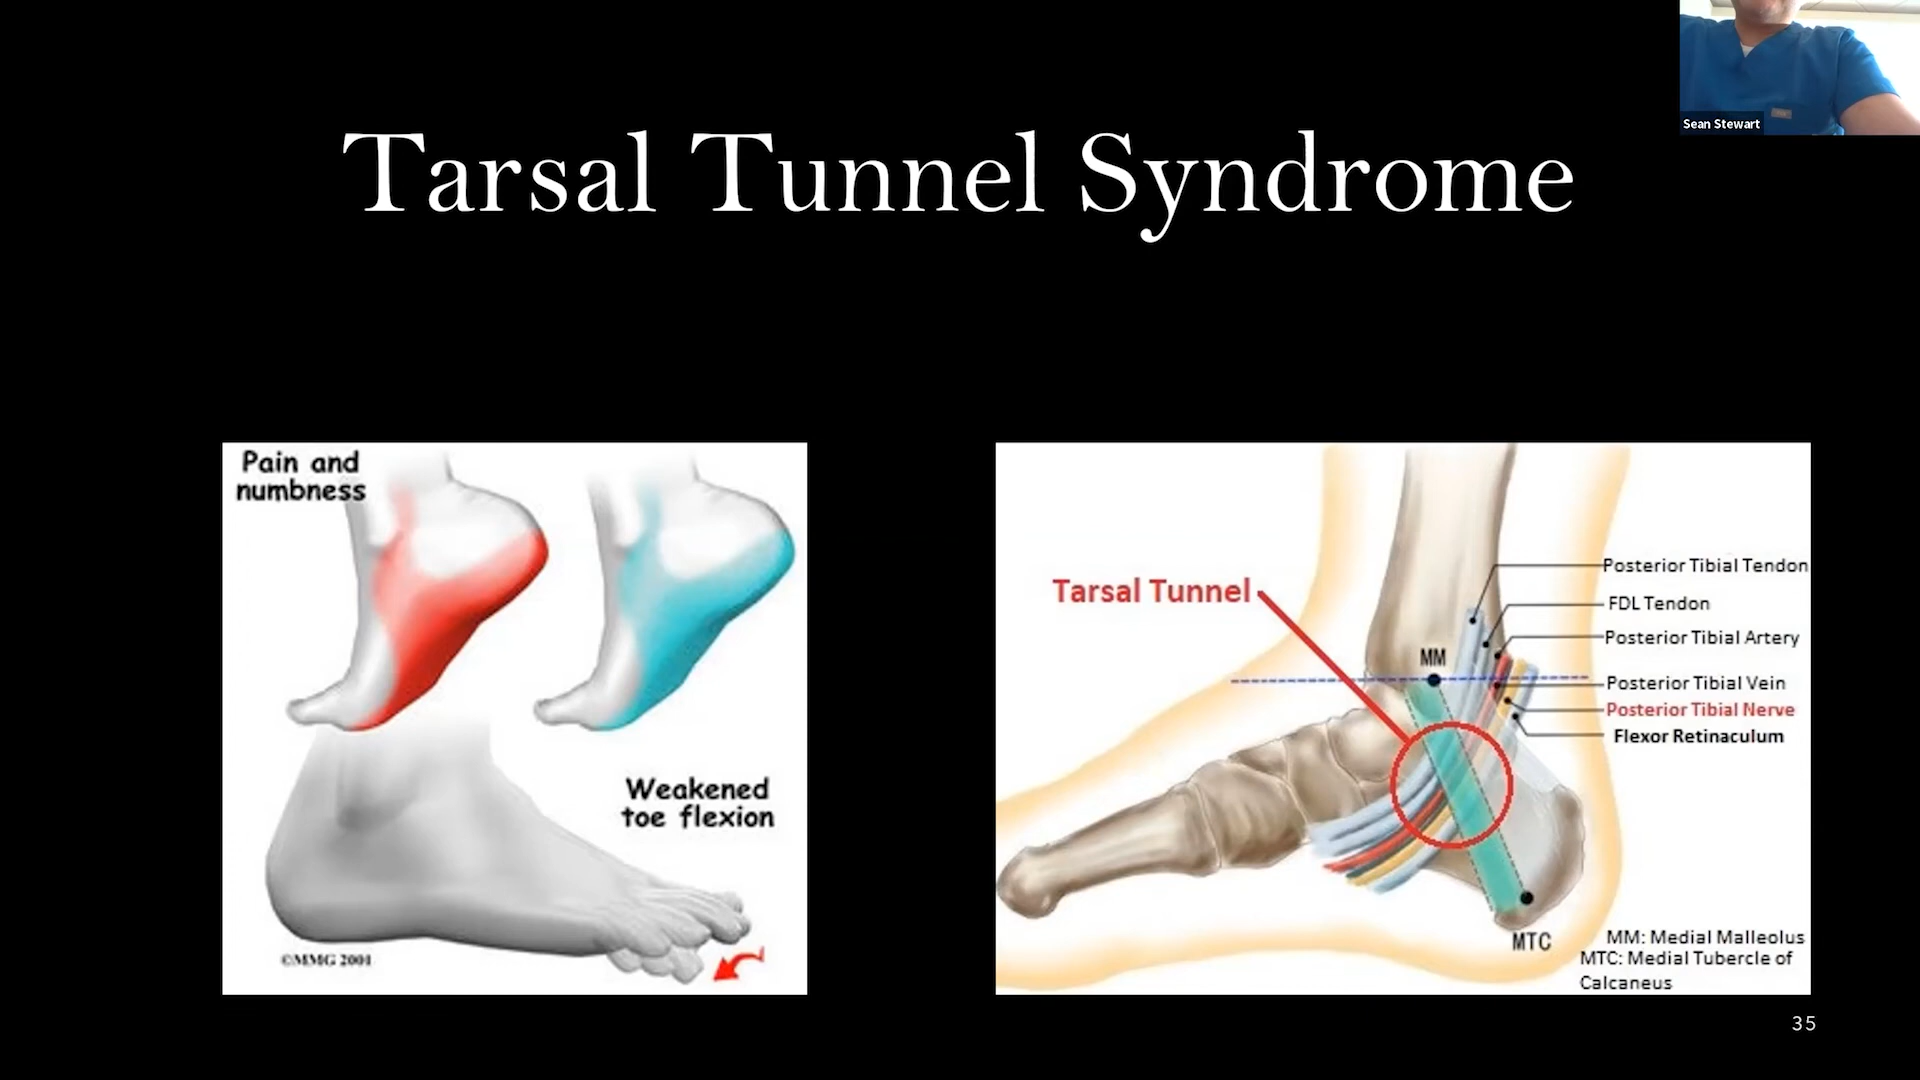 Sean Stewart
Tarsal Tunnel Syndrome
Pain and
numbness
Weakened
toe flexion
©MMG 2001
Tarsal Tunnel
MM
Posterior Tibial Tendon
FDL Tendon
Posterior Tibial Artery
Posterior Tibial Vein
Posterior Tibial Nerve
Flexor Retinaculum
MTC
MM: Medial Malleolus
MTC: Medial Tubercle of
Calcaneus
35